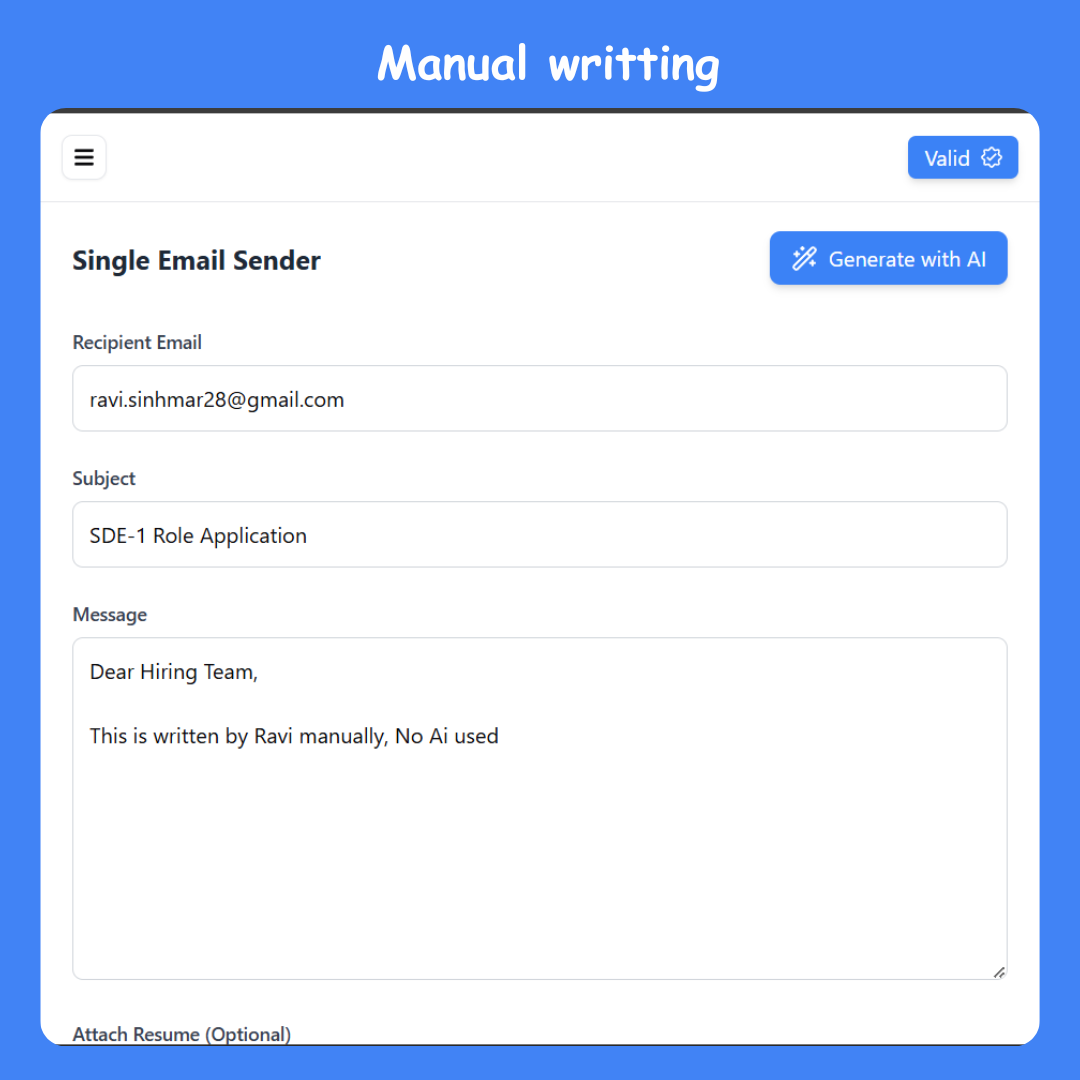 Manual writting
Valid
Single Email Sender
Generate with AI
Recipient Email
ravi.sinhmar28@gmail.com
Subject
SDE-1 Role Application
Message
Dear Hiring Team,
This is written by Ravi manually, No Ai used
Attach Resume (Optional)